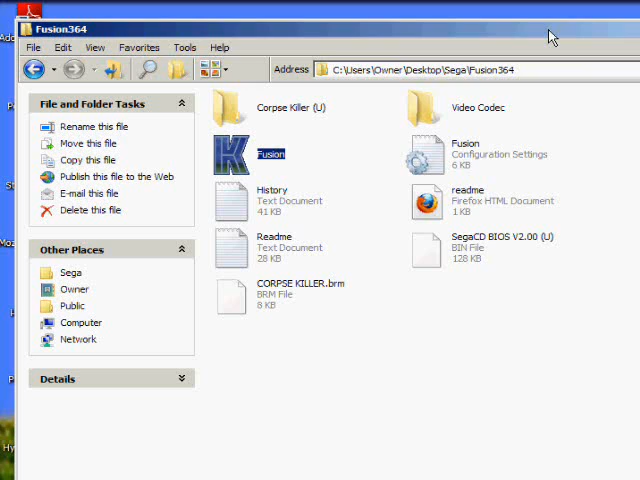 Fusion364
File Edit View Favorites Tools Help
Address C:\Users\Owner\Desktop\Sega\Fusion364
File and Folder Tasks
Rename this file
Move this file
Copy this file
Publish this file to the Web
E-mail this file
Delete this file
Other Places
Sega
Owner
Public
Computer
Network
Details
Corpse Killer (U)
Video Codec
Fusion
Fusion
Configuration Settings
6 KB
History
Text Document
41 KB
readme
Firefox HTML Document
1 KB
Readme
Text Document
28 KB
SegaCD BIOS V2.00 (U)
BIN File
128 KB
CORPSE KILLER.brm
BRM File
8 KB